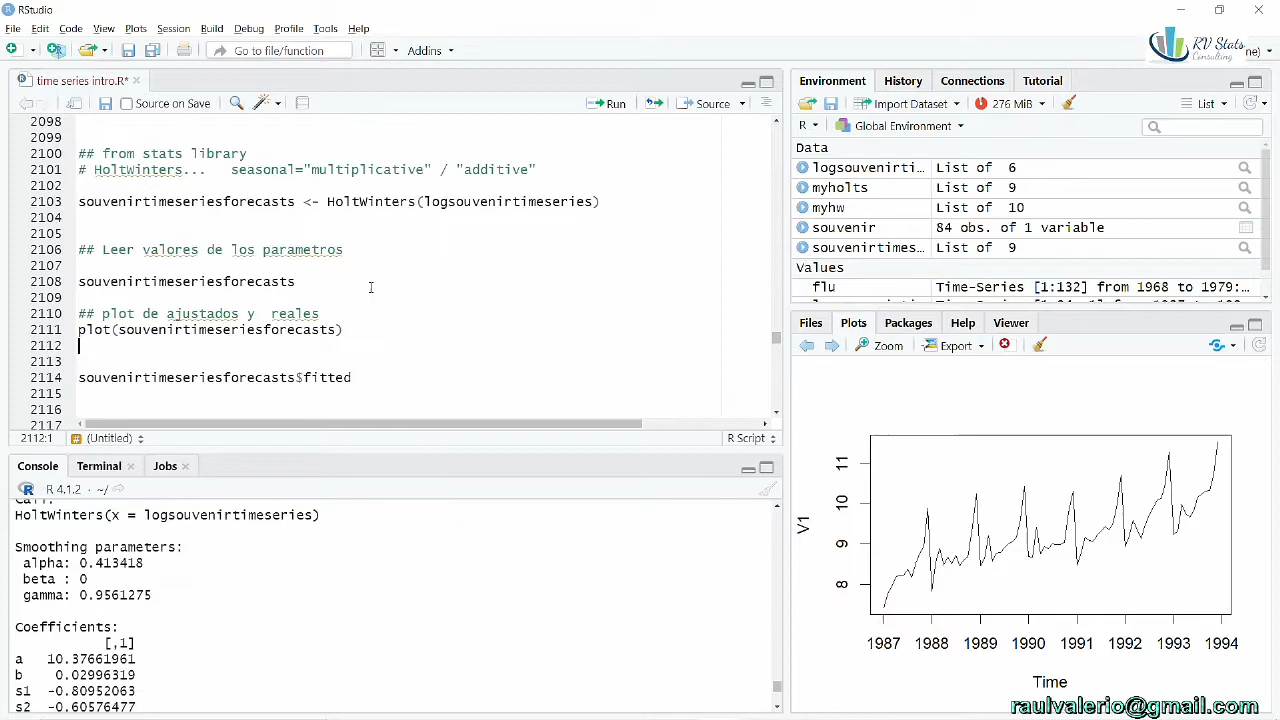 RStudio
File Edit Code View Plots Session Build Debug Profile Tools Help
Go to file/function Addins
RV Stats
Consulting
ne)
time series intro.R*
Source on Save Run Source
2098
2099
2100 ## from stats library
2101 # HoltWinters... seasonal="multiplicative" / "additive"
2102
2103 souvenirtimeseriesforecasts <- HoltWinters(logsouvenirtimeseries)
2104
2105
2106 ## Leer valores de los parametros
2107
2108 souvenirtimeseriesforecasts
2109
2110 ## plot de ajustados y reales
2111 plot(souvenirtimeseriesforecasts)
2112
2113
2114 souvenirtimeseriesforecasts$fitted
2115
2116
2117
2112:1 (Untitled) R Script
Console Terminal Jobs
R 4.1.2 · ~/
Call:
HoltWinters(x = logsouvenirtimeseries)
Smoothing parameters:
alpha: 0.413418
beta : 0
gamma: 0.9561275
Coefficients:
[,1]
a 10.37661961
b 0.02996319
s1 -0.80952063
s2 -0.60576477
Environment History Connections Tutorial
Import Dataset 276 MiB List
R Global Environment
Data
logsouvenirti… List of 6
myholts List of 9
myhw List of 10
souvenir 84 obs. of 1 variable
souvenirtimes… List of 9
Values
flu Time-Series [1:132] from 1968 to 1979:…
Files Plots Packages Help Viewer
Zoom Export
11
10
9
8
V1
1987 1988 1989 1990 1991 1992 1993 1994
Time
raulvalerio@gmail.com